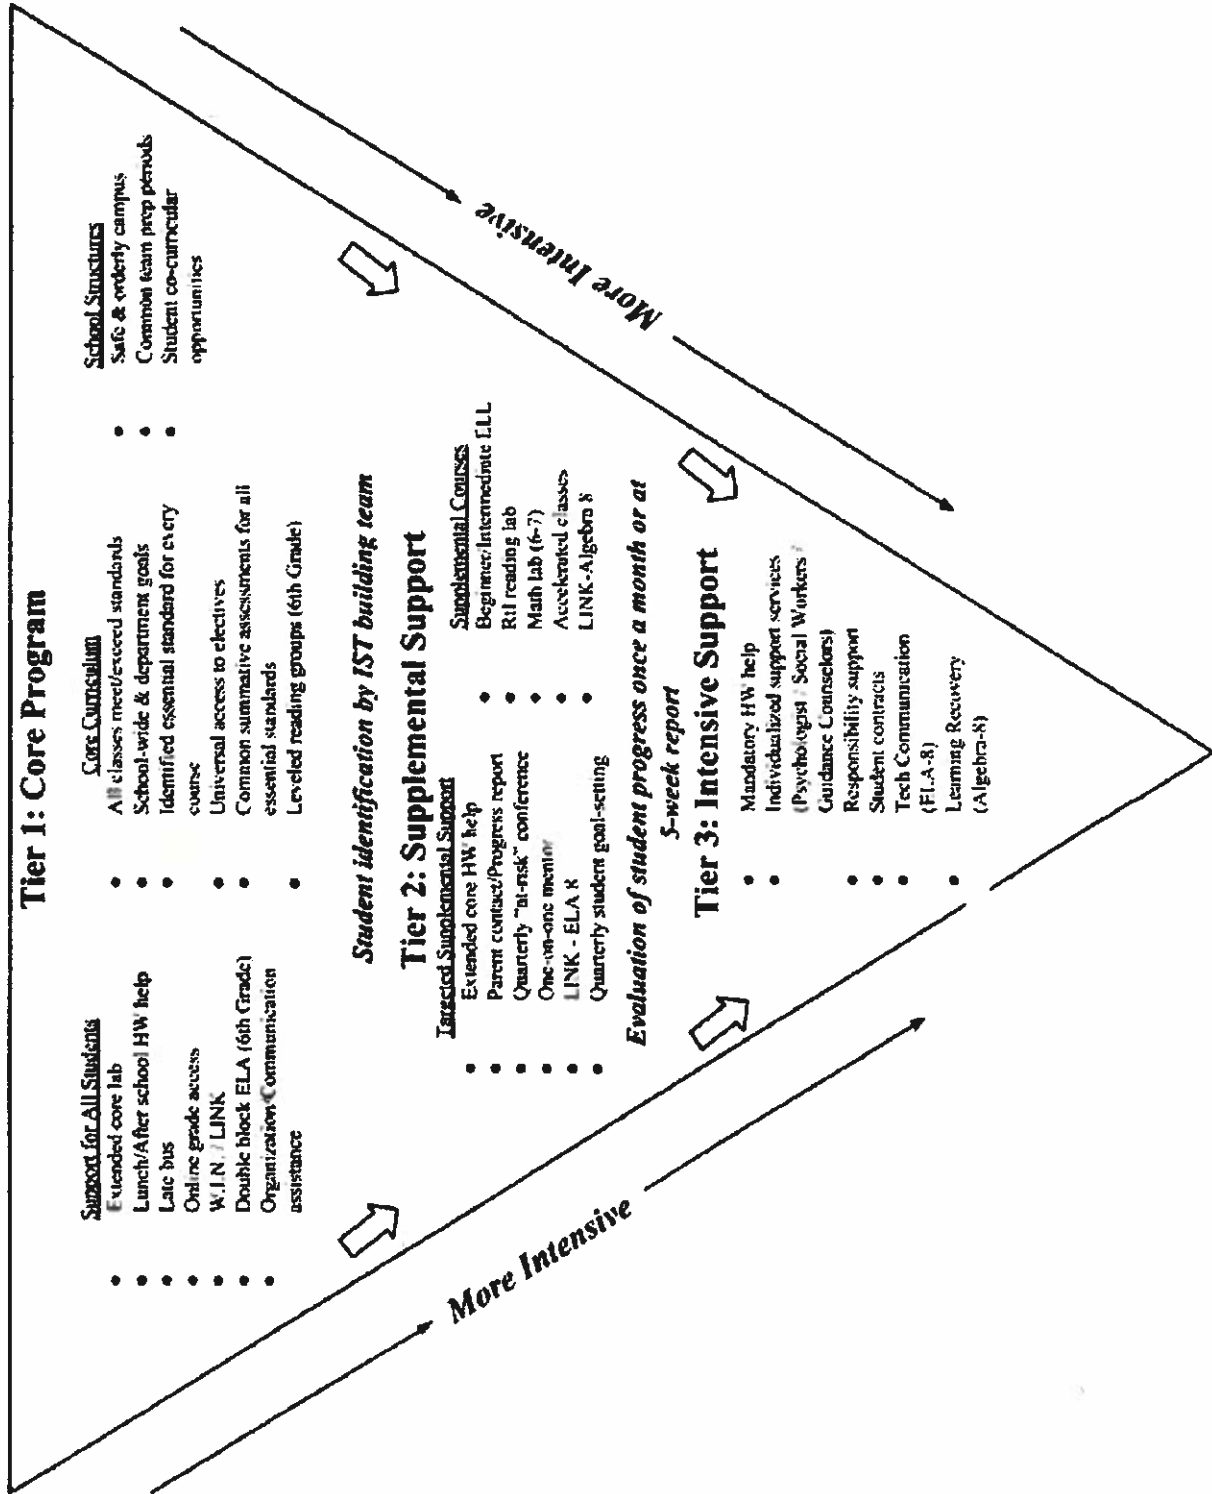 Tier 1: Core Program
Support for All Students
• Extended core lab
• Lunch/After school HW help
• Late bus
• Online grade access
• W.I.N. / LINK
• Double block ELA (6th Grade)
• Organization/Communication
assistance
Core Curriculum
• All classes meet/exceed standards
• School-wide & department goals
• Identified essential standard for every
course
• Universal access to electives
• Common summative assessments for all
essential standards
• Leveled reading groups (6th Grade)
School Structures
• Safe & orderly campus
• Common team prep periods
• Student co-curricular
opportunities
Student identification by IST building team
Tier 2: Supplemental Support
Targeted Supplemental Support
• Extended core HW help
• Parent contact/Progress report
• Quarterly "at-risk" conference
• One-on-one mentor
• LINK - ELA 8
• Quarterly student goal-setting
Supplemental Courses
• Beginner/Intermediate ELL
• RtI reading lab
• Math lab (6-7)
• Accelerated classes
• LINK-Algebra 8
Evaluation of student progress once a month or at
5-week report
Tier 3: Intensive Support
• Mandatory HW help
• Individualized support services
(Psychologist / Social Workers /
Guidance Counselors)
• Responsibility support
• Student contracts
• Tech Communication
(ELA-8)
• Learning Recovery
(Algebra-8)
More Intensive
More Intensive